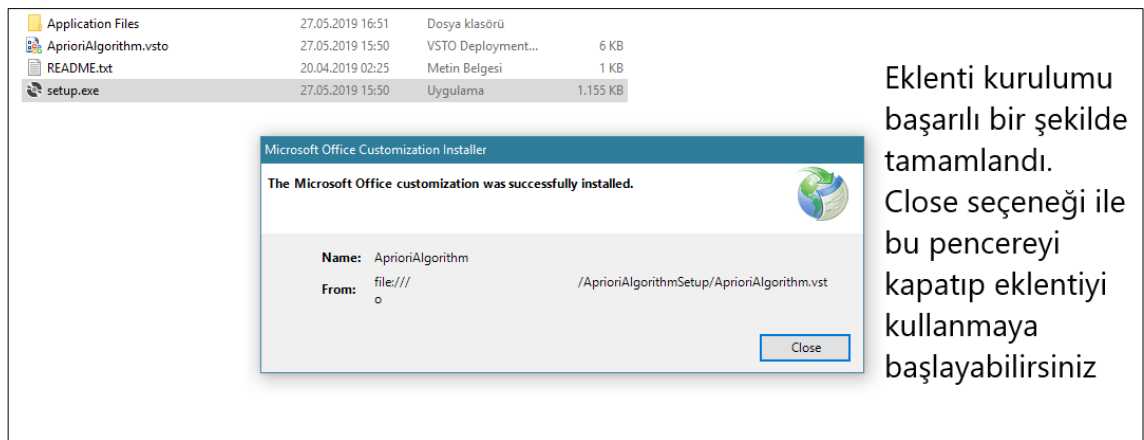 Application Files 27.05.2019 16:51 Dosya klasörü
AprioriAlgorithm.vsto 27.05.2019 15:50 VSTO Deployment... 6 KB
README.txt 20.04.2019 02:25 Metin Belgesi 1 KB
setup.exe 27.05.2019 15:50 Uygulama 1.155 KB
Microsoft Office Customization Installer
The Microsoft Office customization was successfully installed.
Name: AprioriAlgorithm
From: file:/// /AprioriAlgorithmSetup/AprioriAlgorithm.vst
o
Close
Eklenti kurulumu
başarılı bir şekilde
tamamlandı.
Close seçeneği ile
bu pencereyi
kapatıp eklentiyi
kullanmaya
başlayabilirsiniz